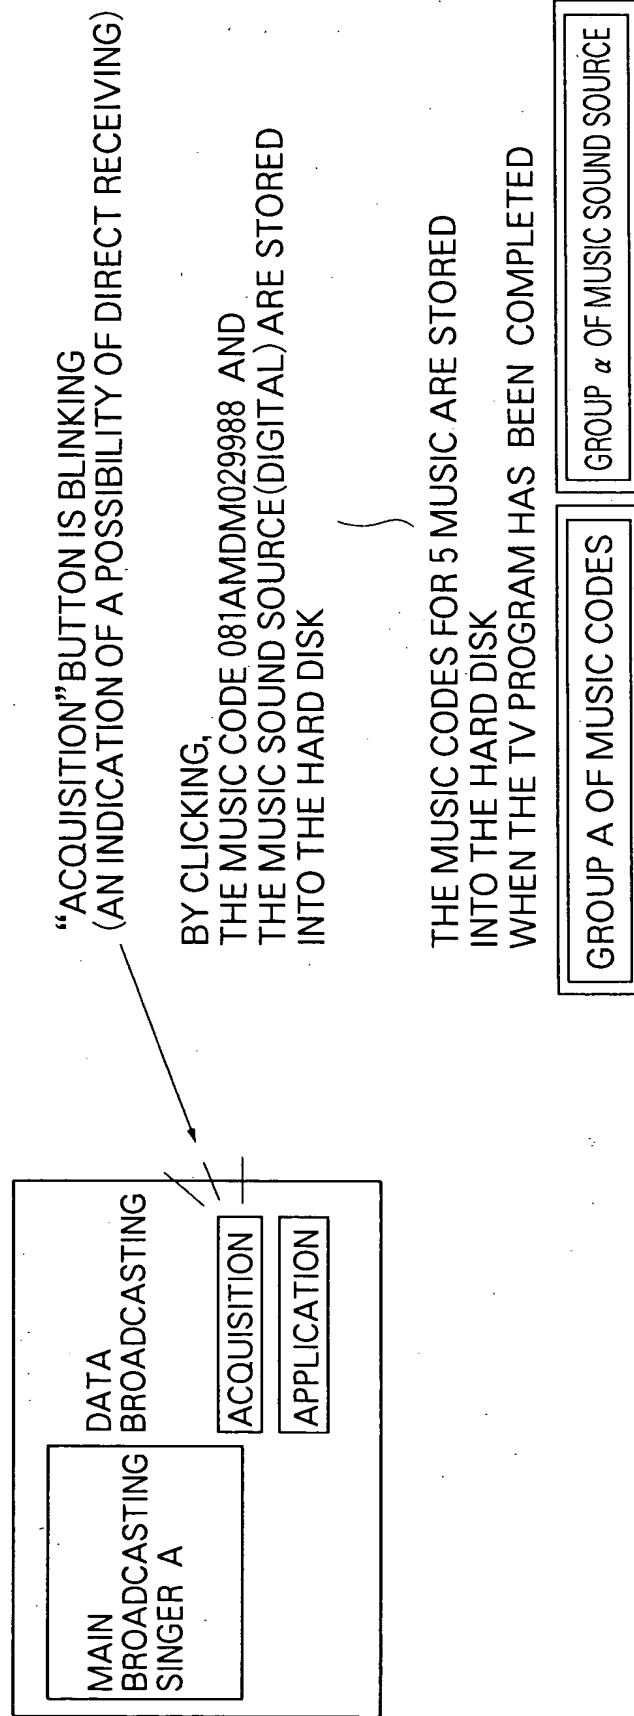 MAIN
BROADCASTING
SINGER A
DATA
BROADCASTING
ACQUISITION
APPLICATION
“ACQUISITION” BUTTON IS BLINKING
(AN INDICATION OF A POSSIBILITY OF DIRECT RECEIVING)
BY CLICKING,
THE MUSIC CODE 081AMDM029988 AND
THE MUSIC SOUND SOURCE(DIGITAL) ARE STORED
INTO THE HARD DISK
THE MUSIC CODES FOR 5 MUSIC ARE STORED
INTO THE HARD DISK
WHEN THE TV PROGRAM HAS BEEN COMPLETED
GROUP A OF MUSIC CODES
GROUP α OF MUSIC SOUND SOURCE